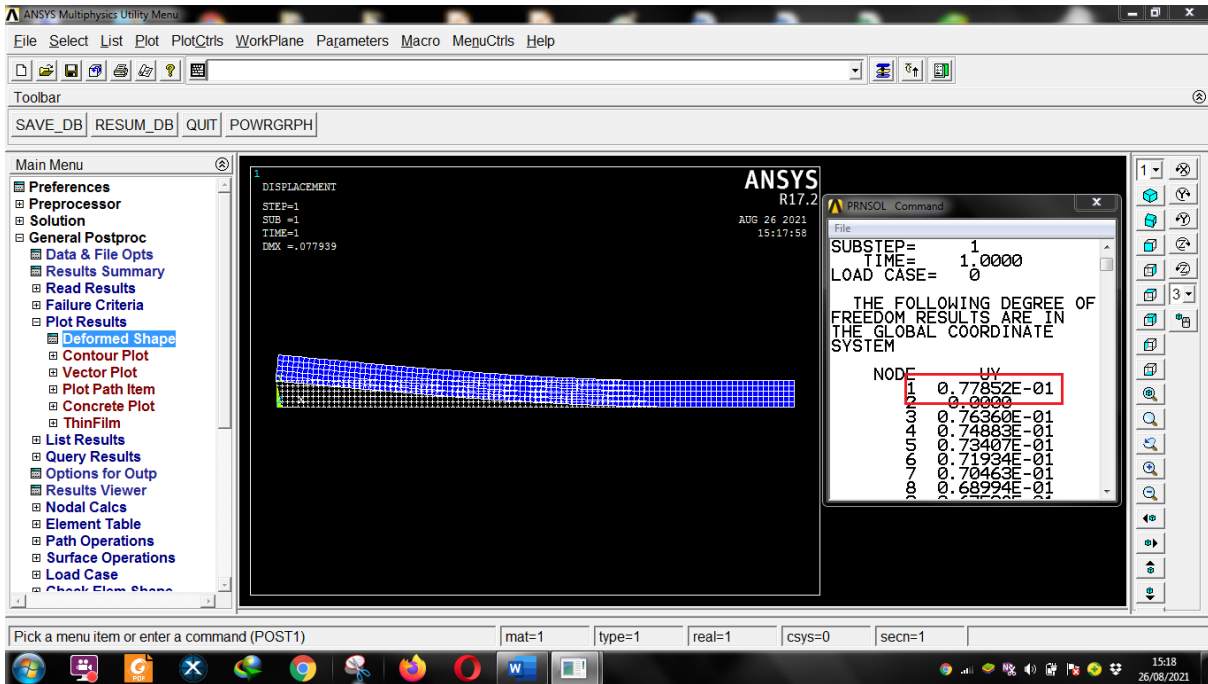 ANSYS Multiphysics Utility Menu
File Select List Plot PlotCtrls WorkPlane Parameters Macro MenuCtrls Help
Toolbar
SAVE_DB RESUM_DB QUIT POWRGRPH
Main Menu
Preferences
Preprocessor
Solution
General Postproc
Data & File Opts
Results Summary
Read Results
Failure Criteria
Plot Results
Deformed Shape
Contour Plot
Vector Plot
Plot Path Item
Concrete Plot
ThinFilm
List Results
Query Results
Options for Outp
Results Viewer
Nodal Calcs
Element Table
Path Operations
Surface Operations
Load Case
Check Elem Shape
1
DISPLACEMENT
STEP=1
SUB =1
TIME=1
DMX =.077939
ANSYS
R17.2
AUG 26 2021
15:17:58
X
PRNSOL Command
File
SUBSTEP= 1
TIME= 1.0000
LOAD CASE= 0
THE FOLLOWING DEGREE OF
FREEDOM RESULTS ARE IN
THE GLOBAL COORDINATE
SYSTEM
NODE UY
1 0.77852E-01
2 0.0000
3 0.76360E-01
4 0.74883E-01
5 0.73407E-01
6 0.71934E-01
7 0.70463E-01
8 0.68994E-01
1
3
Pick a menu item or enter a command (POST1) mat=1 type=1 real=1 csys=0 secn=1
15:18
26/08/2021